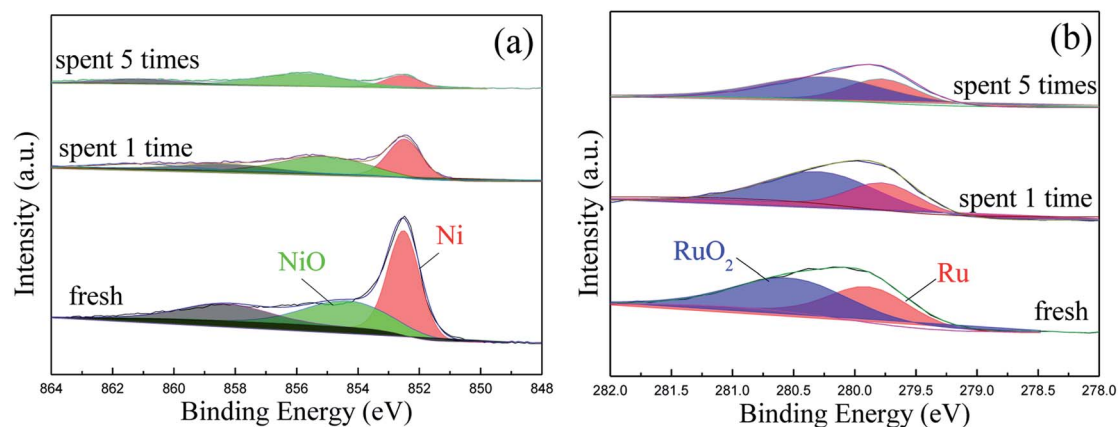 (a)
spent 5 times
spent 1 time
fresh
NiO
Ni
Intensity (a.u.)
864 862 860 858 856 854 852 850 848
Binding Energy (eV)
(b)
spent 5 times
spent 1 time
RuO₂
Ru
fresh
Intensity (a.u.)
282.0 281.5 281.0 280.5 280.0 279.5 279.0 278.5 278.0
Binding Energy (eV)